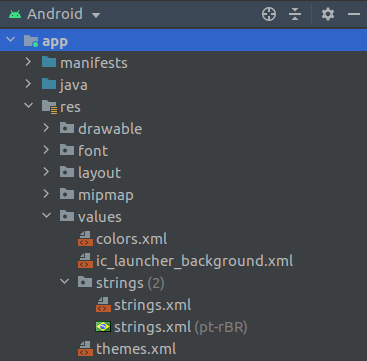 Android
app
manifests
java
res
drawable
font
layout
mipmap
values
colors.xml
ic_launcher_background.xml
strings (2)
strings.xml
strings.xml (pt-rBR)
themes.xml